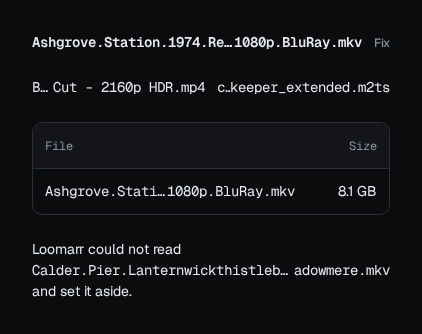 Ashgrove.Station.1974.Re…1080p.BluRay.mkv Fix
B… Cut - 2160p HDR.mp4 c…keeper_extended.m2ts
File Size
Ashgrove.Stati…1080p.BluRay.mkv 8.1 GB
Loomarr could not read
Calder.Pier.Lanternwickthistleb… adowmere.mkv
and set it aside.